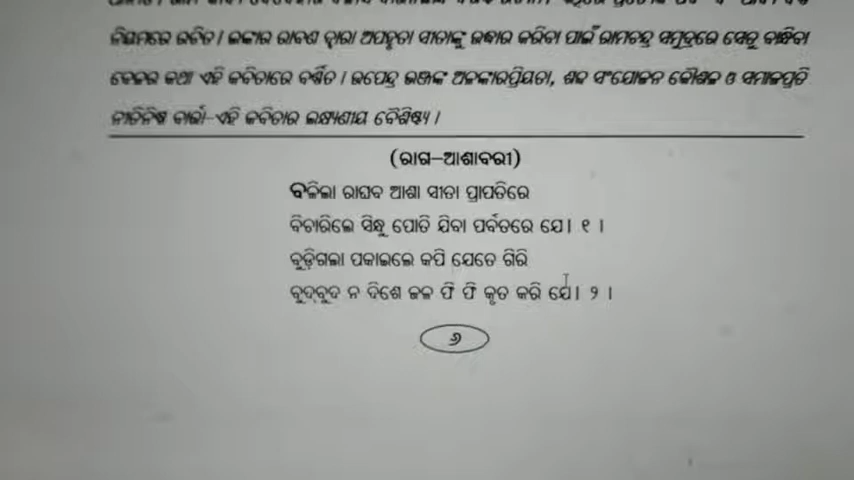 ନିୟମରେ ରଚିତ। ଲଙ୍କାର ରାବଣ ଦ୍ୱାରା ଅପହୃତା ସୀତାଙ୍କୁ ଉଦ୍ଧାର କରିବା ପାଇଁ ରାମଚନ୍ଦ୍ର ସମୁଦ୍ରରେ ସେତୁ ବାନ୍ଧିବା
ବେଳର କଥା ଏହି କବିତାରେ ବର୍ଣ୍ଣିତ। ଉପେନ୍ଦ୍ର ଭଞ୍ଜଙ୍କ ଅଳଙ୍କାରପ୍ରିୟତା, ଶବ୍ଦ ସଂଯୋଜନ କୌଶଳ ଓ ସମାଜପ୍ରତି
ନୀତିନିଷ୍ଠ ବାର୍ତ୍ତା-ଏହି କବିତାର ଲକ୍ଷ୍ୟଣୀୟ ବୈଶିଷ୍ଟ୍ୟ।
(ରାଗ-ଆଶାବରୀ)
ବଳିଲା ରାଘବ ଆଶା ସୀତା ପ୍ରାପତିରେ
ବିଚାରିଲେ ସିନ୍ଧୁ ପୋତି ଯିବା ପର୍ବତରେ ଯେ। ୧ ।
ବୁଡ଼ିଗଲା ପକାଇଲେ କପି ଯେତେ ଗିରି
ବୁଦ୍‌ବୁଦ ନ ଦିଶେ ଜଳ ଫି ଫି କୃତ କରି ଯେ। ୨ ।
୬